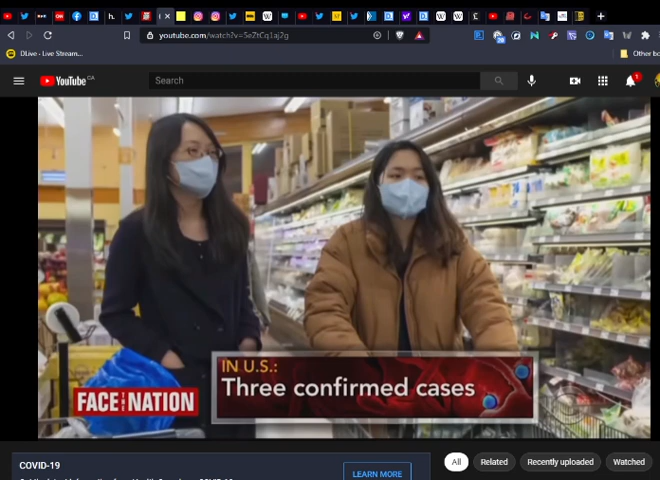 youtube.com/watch?v=5eZtCq1aj2g
DLive - Live Stream...
Other bo
YouTube CA
Search
1
IN U.S.:
Three confirmed cases
FACE THE NATION
COVID-19
LEARN MORE
All
Related
Recently uploaded
Watched